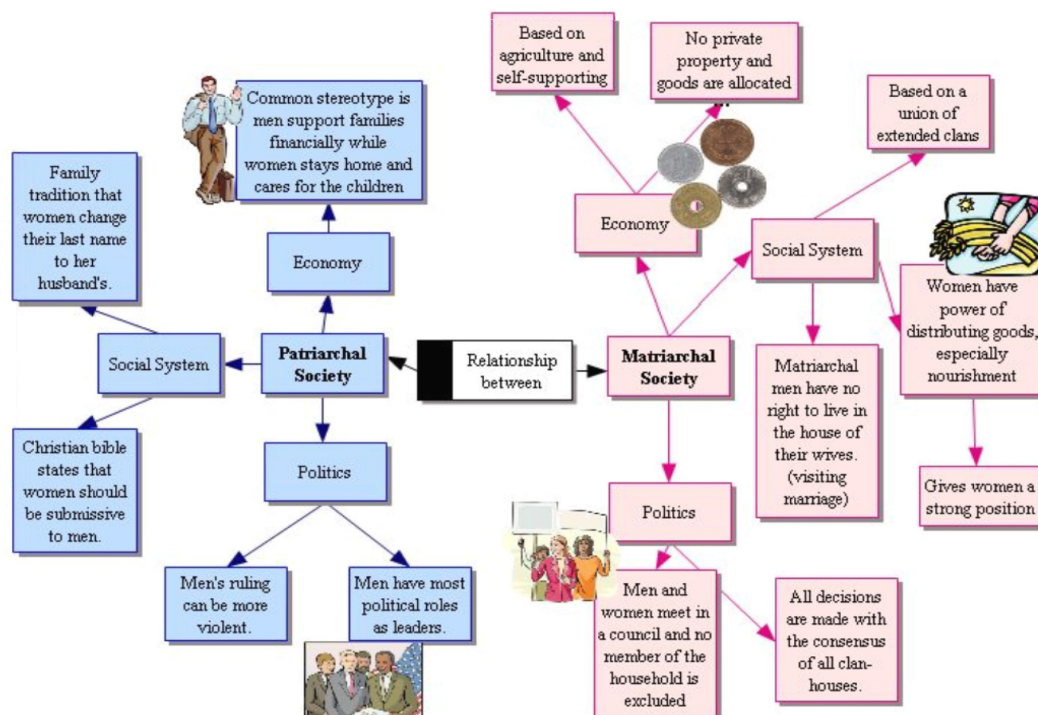 Based on
agriculture and
self-supporting
No private
property and
goods are allocated
Based on a
union of
extended clans
Common stereotype is
men support families
financially while
women stays home and
cares for the children
Family
tradition that
women change
their last name
to her
husband's.
Economy
Economy
Social System
Women have
power of
distributing goods,
especially
nourishment
Social System
Patriarchal
Society
Relationship
between
Matriarchal
Society
Matriarchal
men have no
right to live in
the house of
their wives.
(visiting
marriage)
Christian bible
states that
women should
be submissive
to men.
Politics
Politics
Gives women a
strong position
Men's ruling
can be more
violent.
Men have most
political roles
as leaders.
Men and
women meet in
a council and no
member of the
household is
excluded
All decisions
are made with
the consensus
of all clan-
houses.